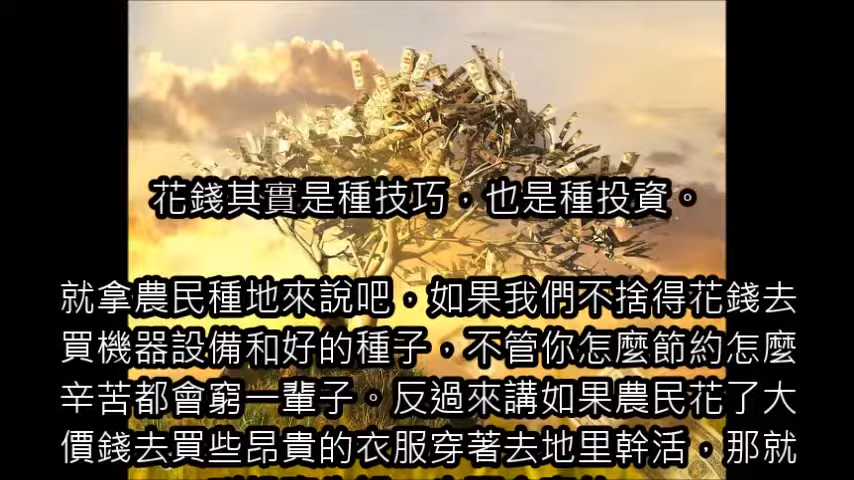 花錢其實是種技巧，也是種投資。
就拿農民種地來說吧，如果我們不捨得花錢去
買機器設備和好的種子，不管你怎麼節約怎麼
辛苦都會窮一輩子。反過來講如果農民花了大
價錢去買些昂貴的衣服穿著去地里幹活，那就